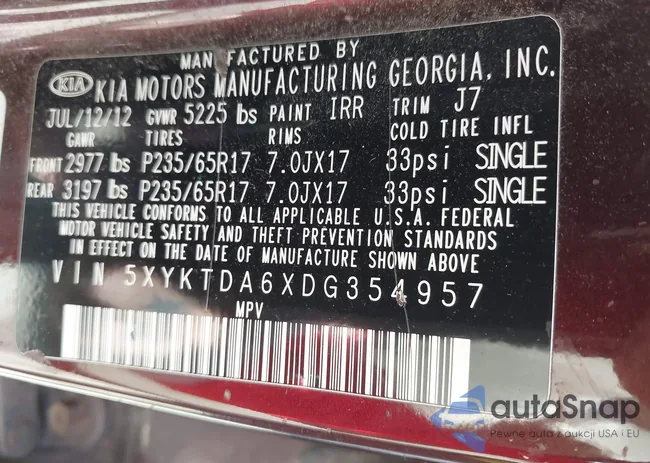 MANUFACTURED BY
KIA KIA MOTORS MANUFACTURING GEORGIA, INC.
JUL/12/12 GVWR 5225 lbs PAINT IRR TRIM J7
GAWR TIRES RIMS COLD TIRE INFL
FRONT 2977 lbs P235/65R17 7.0JX17 33psi SINGLE
REAR 3197 lbs P235/65R17 7.0JX17 33psi SINGLE
THIS VEHICLE CONFORMS TO ALL APPLICABLE U.S.A. FEDERAL
MOTOR VEHICLE SAFETY AND THEFT PREVENTION STANDARDS
IN EFFECT ON THE DATE OF MANUFACTURE SHOWN ABOVE
VIN 5XYKTDA6XDG354957
MPV
autaSnap
Pewne auta z aukcji USA i EU